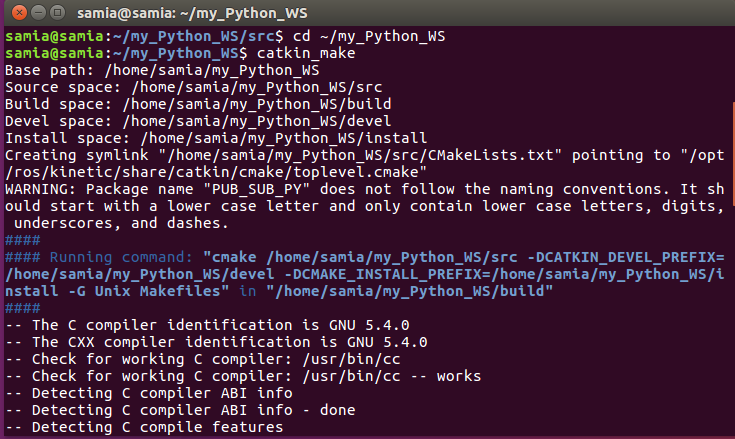 samia@samia: ~/my_Python_WS
samia@samia:~/my_Python_WS/src$ cd ~/my_Python_WS
samia@samia:~/my_Python_WS$ catkin_make
Base path: /home/samia/my_Python_WS
Source space: /home/samia/my_Python_WS/src
Build space: /home/samia/my_Python_WS/build
Devel space: /home/samia/my_Python_WS/devel
Install space: /home/samia/my_Python_WS/install
Creating symlink "/home/samia/my_Python_WS/src/CMakeLists.txt" pointing to "/opt
/ros/kinetic/share/catkin/cmake/toplevel.cmake"
WARNING: Package name "PUB_SUB_PY" does not follow the naming conventions. It sh
ould start with a lower case letter and only contain lower case letters, digits,
 underscores, and dashes.
####
#### Running command: "cmake /home/samia/my_Python_WS/src -DCATKIN_DEVEL_PREFIX=
/home/samia/my_Python_WS/devel -DCMAKE_INSTALL_PREFIX=/home/samia/my_Python_WS/i
nstall -G Unix Makefiles" in "/home/samia/my_Python_WS/build"
####
-- The C compiler identification is GNU 5.4.0
-- The CXX compiler identification is GNU 5.4.0
-- Check for working C compiler: /usr/bin/cc
-- Check for working C compiler: /usr/bin/cc -- works
-- Detecting C compiler ABI info
-- Detecting C compiler ABI info - done
-- Detecting C compile features